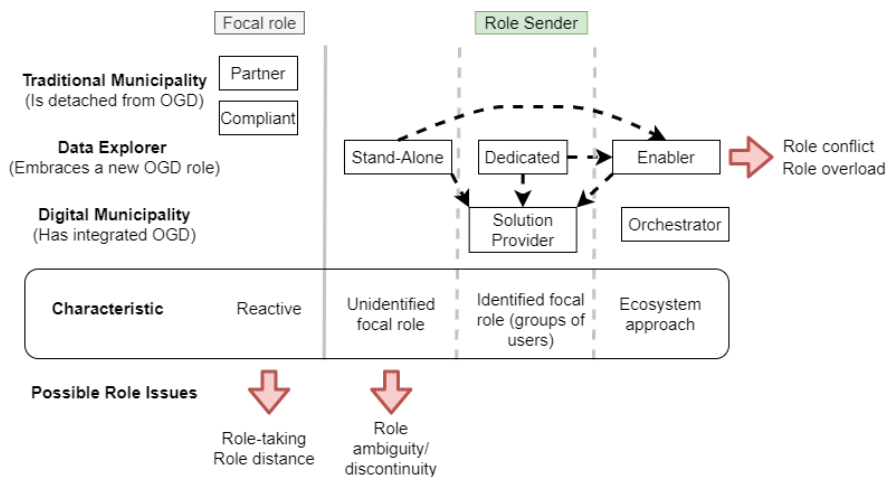 Focal role
Role Sender
Traditional Municipality
(Is detached from OGD)
Partner
Compliant
Data Explorer
(Embraces a new OGD role)
Stand-Alone
Dedicated
Enabler
Role conflict
Role overload
Digital Municipality
(Has integrated OGD)
Solution
Provider
Orchestrator
Characteristic
Reactive
Unidentified
focal role
Identified focal
role (groups of
users)
Ecosystem
approach
Possible Role Issues
Role-taking
Role distance
Role
ambiguity/
discontinuity